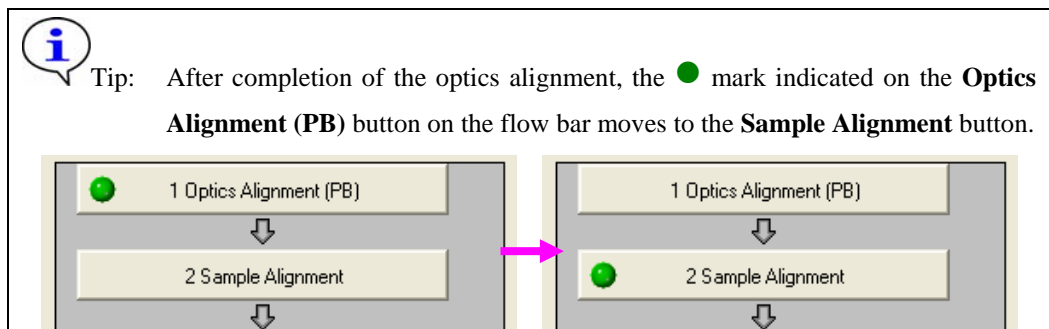 i
Tip: After completion of the optics alignment, the mark indicated on the Optics
Alignment (PB) button on the flow bar moves to the Sample Alignment button.
1 Optics Alignment (PB)
2 Sample Alignment
1 Optics Alignment (PB)
2 Sample Alignment